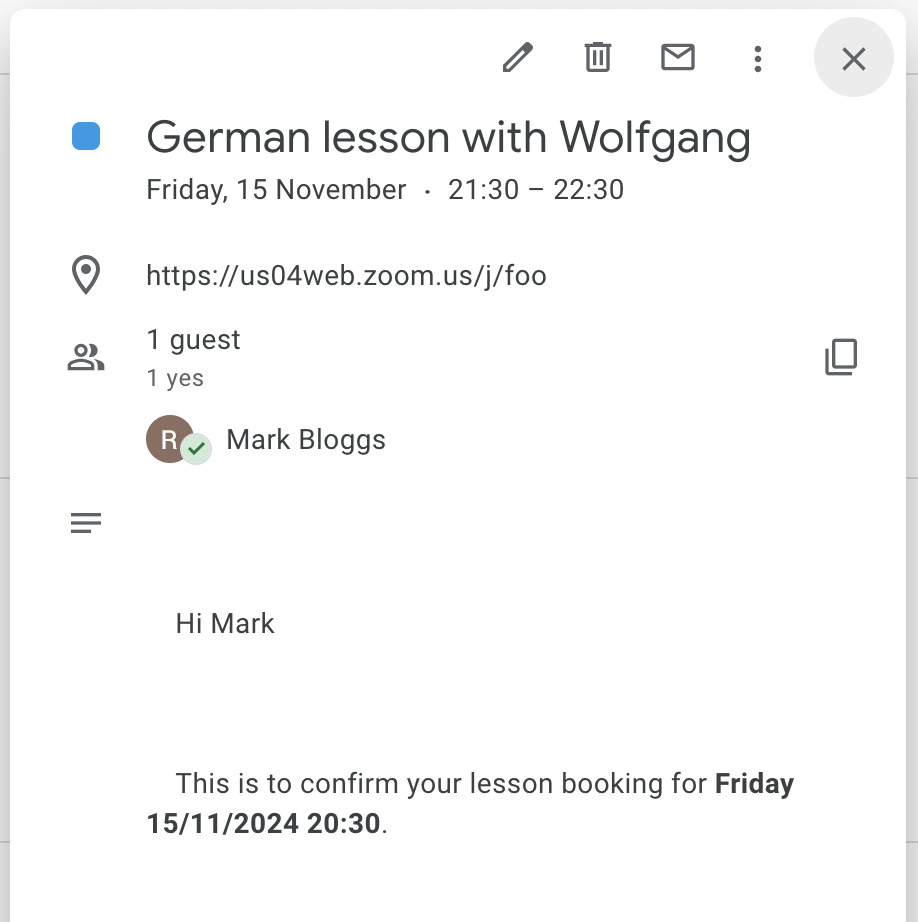 German lesson with Wolfgang
Friday, 15 November · 21:30 – 22:30
https://us04web.zoom.us/j/foo
1 guest
1 yes
R
Mark Bloggs
Hi Mark
This is to confirm your lesson booking for Friday
15/11/2024 20:30.